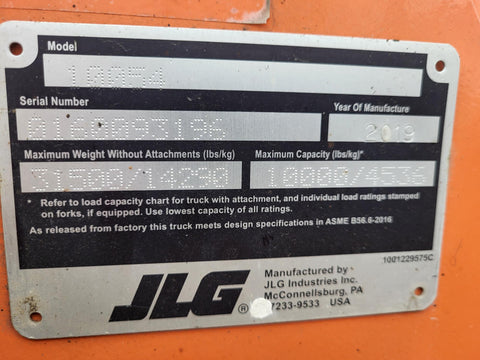 Model
10054
Serial Number
0160093196
Year Of Manufacture
2019
Maximum Weight Without Attachments (lbs/kg)
31500/14290
Maximum Capacity (lbs/kg)*
10000/4536
* Refer to load capacity chart for truck with attachment, and individual load ratings stamped
on forks, if equipped. Use lowest capacity of all ratings.
As released from factory this truck meets design specifications in ASME B56.6-2016
1001229575C
JLG®
Manufactured by
JLG Industries Inc.
McConnellsburg, PA
17233-9533 USA